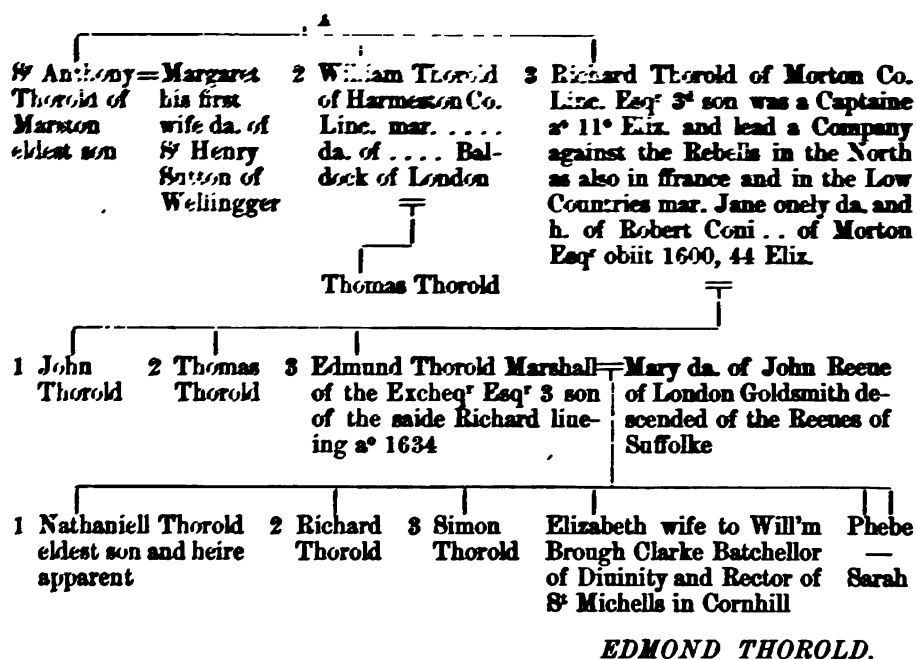 A
Sr Anthony = Margaret
Thorold of his first
Marston wife da. of
eldest son Sr Henry
Sutton of
Wellingger
2 William Thorold
of Harmeston Co.
Linc. mar. . . . . .
da. of . . . . Bal-
dock of London
3 Richard Thorold of Morton Co.
Linc. Esqr 3d son was a Captaine
ao 11o Eliz. and lead a Company
against the Rebells in the North
as also in ffrance and in the Low
Countries mar. Jane onely da. and
h. of Robert Coni . . of Morton
Esqr obiit 1600, 44 Eliz.
Thomas Thorold
1 John
Thorold
2 Thomas
Thorold
3 Edmund Thorold Marshall
of the Excheqr Esqr 3 son
of the saide Richard liue-
ing ao 1634
Mary da. of John Reene
of London Goldsmith de-
scended of the Reenes of
Suffolke
1 Nathaniell Thorold
eldest son and heire
apparent
2 Richard
Thorold
3 Simon
Thorold
Elizabeth wife to Will'm
Brough Clarke Batchellor
of Diuinity and Rector of
St Michells in Cornhill
Phebe
—
Sarah
EDMOND THOROLD.